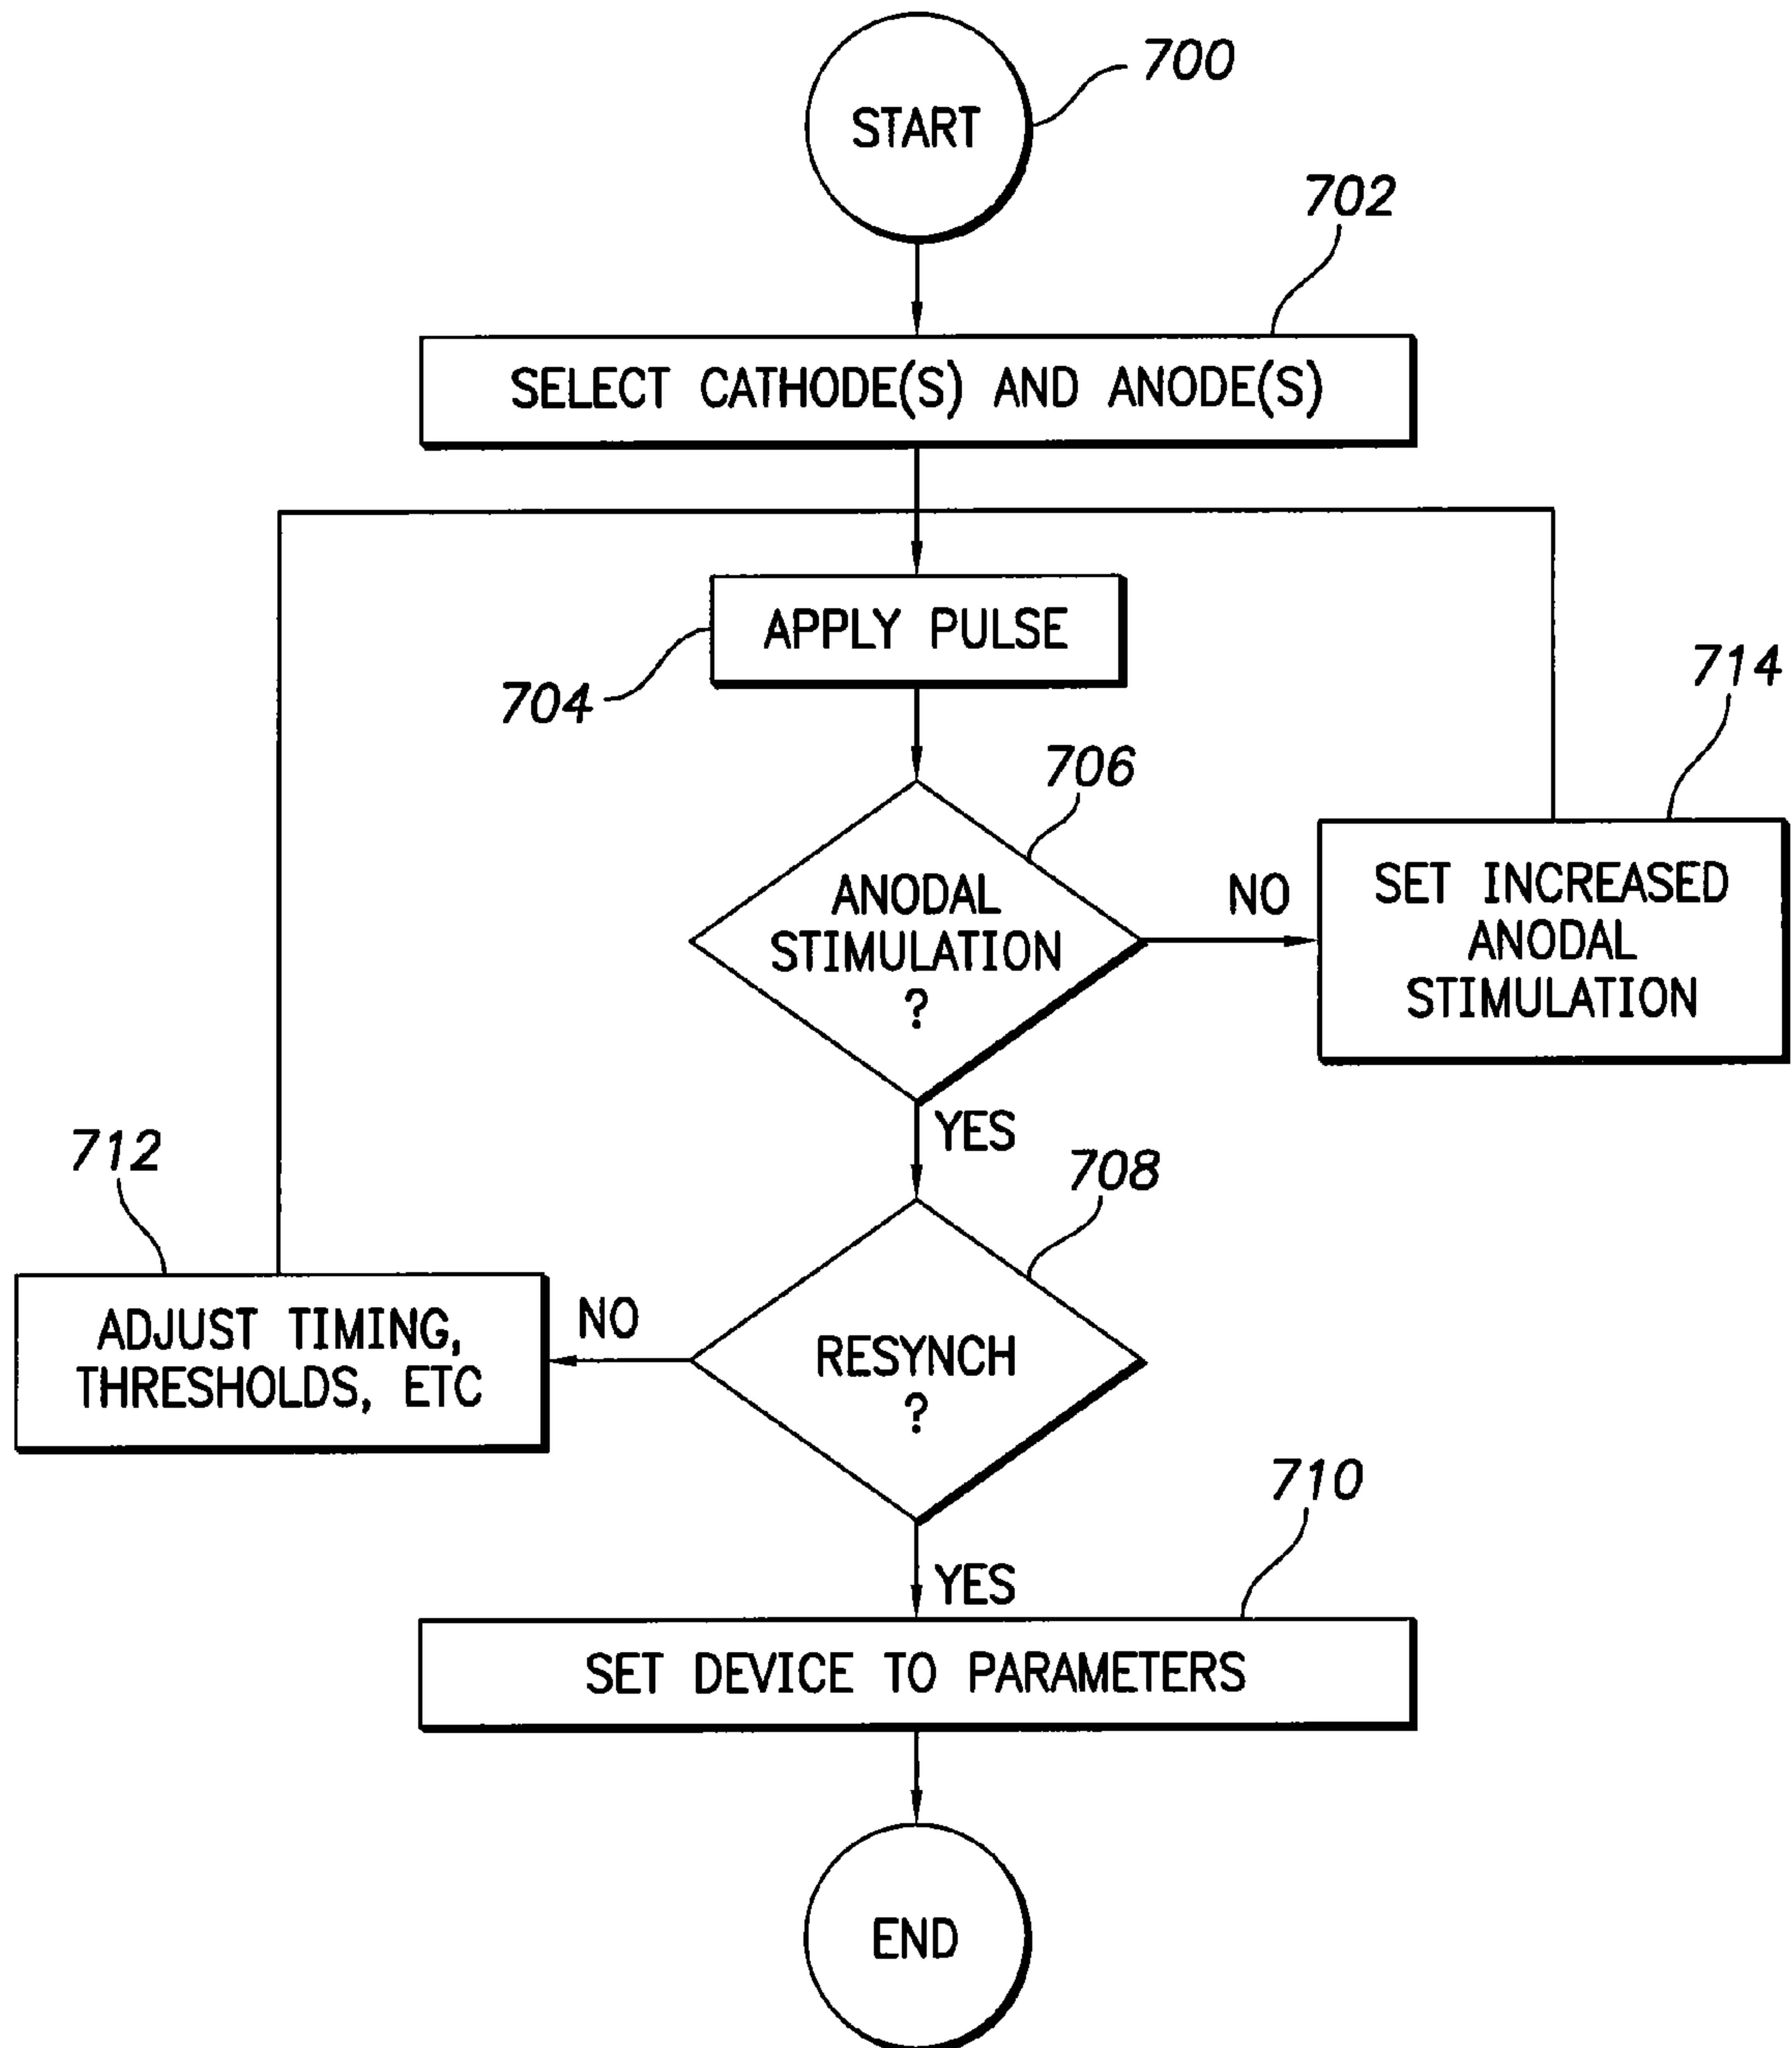 700
START
702
SELECT CATHODE(S) AND ANODE(S)
APPLY PULSE
704
714
706
ANODAL
STIMULATION
?
NO
SET INCREASED
ANODAL
STIMULATION
YES
712
708
ADJUST TIMING,
THRESHOLDS, ETC
NO
RESYNCH
?
710
YES
SET DEVICE TO PARAMETERS
END